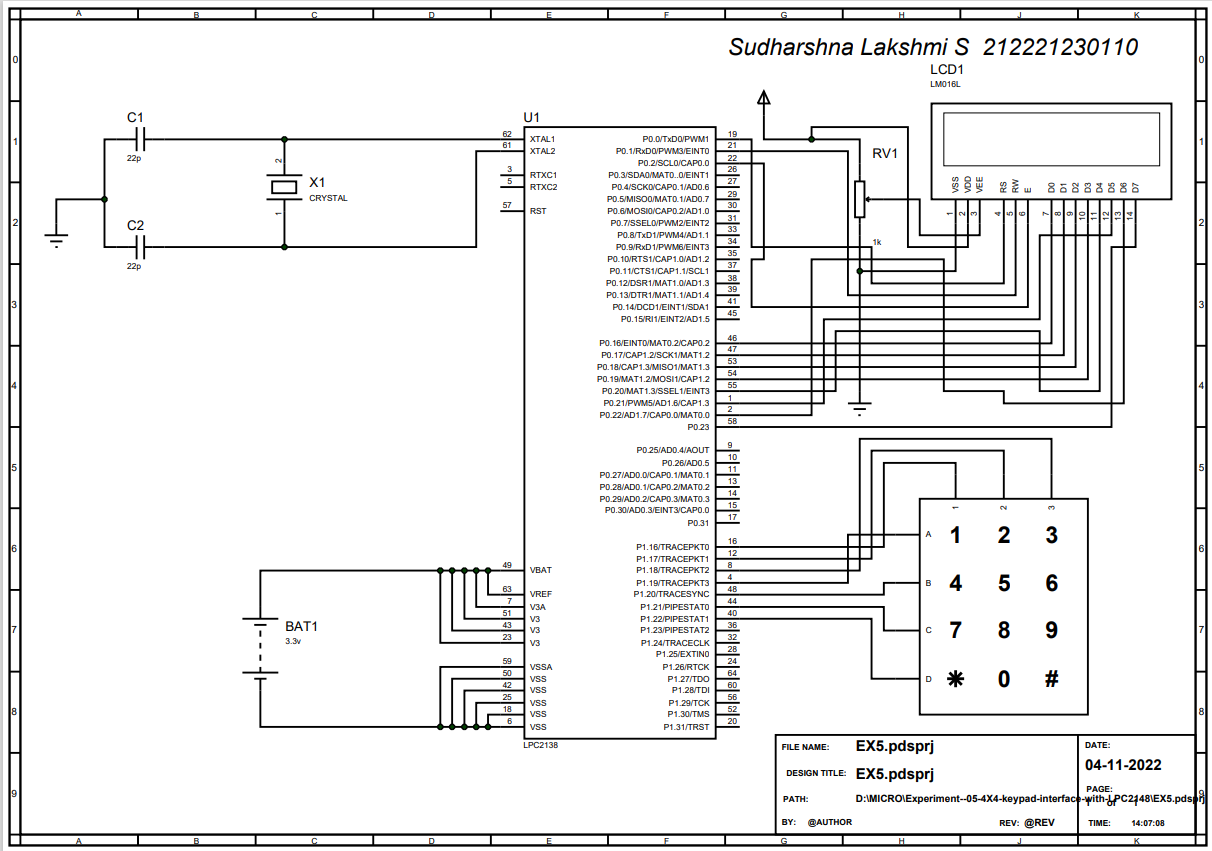 A B C D E F G H J K
Sudharshna Lakshmi S 212221230110
LCD1
LM016L
VSS VDD VEE RS RW E D0 D1 D2 D3 D4 D5 D6 D7
1 2 3 4 5 6 7 8 9 10 11 12 13 14
C1
22p
C2
22p
2
X1
CRYSTAL
1
U1
62 XTAL1
61 XTAL2
3 RTXC1
5 RTXC2
57 RST
49 VBAT
63 VREF
7 V3A
51 V3
43 V3
23 V3
59 VSSA
50 VSS
42 VSS
25 VSS
18 VSS
6 VSS
P0.0/TxD0/PWM1 19
P0.1/RxD0/PWM3/EINT0 21
P0.2/SCL0/CAP0.0 22
P0.3/SDA0/MAT0..0/EINT1 26
P0.4/SCK0/CAP0.1/AD0.6 27
P0.5/MISO0/MAT0.1/AD0.7 29
P0.6/MOSI0/CAP0.2/AD1.0 30
P0.7/SSEL0/PWM2/EINT2 31
P0.8/TxD1/PWM4/AD1.1 33
P0.9/RxD1/PWM6/EINT3 34
P0.10/RTS1/CAP1.0/AD1.2 35
P0.11/CTS1/CAP1.1/SCL1 37
P0.12/DSR1/MAT1.0/AD1.3 38
P0.13/DTR1/MAT1.1/AD1.4 39
P0.14/DCD1/EINT1/SDA1 41
P0.15/RI1/EINT2/AD1.5 45
P0.16/EINT0/MAT0.2/CAP0.2 46
P0.17/CAP1.2/SCK1/MAT1.2 47
P0.18/CAP1.3/MISO1/MAT1.3 53
P0.19/MAT1.2/MOSI1/CAP1.2 54
P0.20/MAT1.3/SSEL1/EINT3 55
P0.21/PWM5/AD1.6/CAP1.3 1
P0.22/AD1.7/CAP0.0/MAT0.0 2
P0.23 58
P0.25/AD0.4/AOUT 9
P0.26/AD0.5 10
P0.27/AD0.0/CAP0.1/MAT0.1 11
P0.28/AD0.1/CAP0.2/MAT0.2 13
P0.29/AD0.2/CAP0.3/MAT0.3 14
P0.30/AD0.3/EINT3/CAP0.0 15
P0.31 17
P1.16/TRACEPKT0 16
P1.17/TRACEPKT1 12
P1.18/TRACEPKT2 8
P1.19/TRACEPKT3 4
P1.20/TRACESYNC 48
P1.21/PIPESTAT0 44
P1.22/PIPESTAT1 40
P1.23/PIPESTAT2 36
P1.24/TRACECLK 32
P1.25/EXTIN0 28
P1.26/RTCK 24
P1.27/TDO 64
P1.28/TDI 60
P1.29/TCK 56
P1.30/TMS 52
P1.31/TRST 20
LPC2138
RV1
1k
BAT1
3.3v
1 2 3
A 1 2 3
B 4 5 6
C 7 8 9
D * 0 #
FILE NAME: EX5.pdsprj
DESIGN TITLE: EX5.pdsprj
PATH: D:\MICRO\Experiment--05-4X4-keypad-interface-with-LPC2148\EX5.pdsprj
BY: @AUTHOR REV: @REV
DATE:
04-11-2022
PAGE:
1 of 1
TIME: 14:07:08
0 0
1 1
2 2
3 3
4 4
5 5
6 6
7 7
8 8
9 9
A B C D E F G H J K